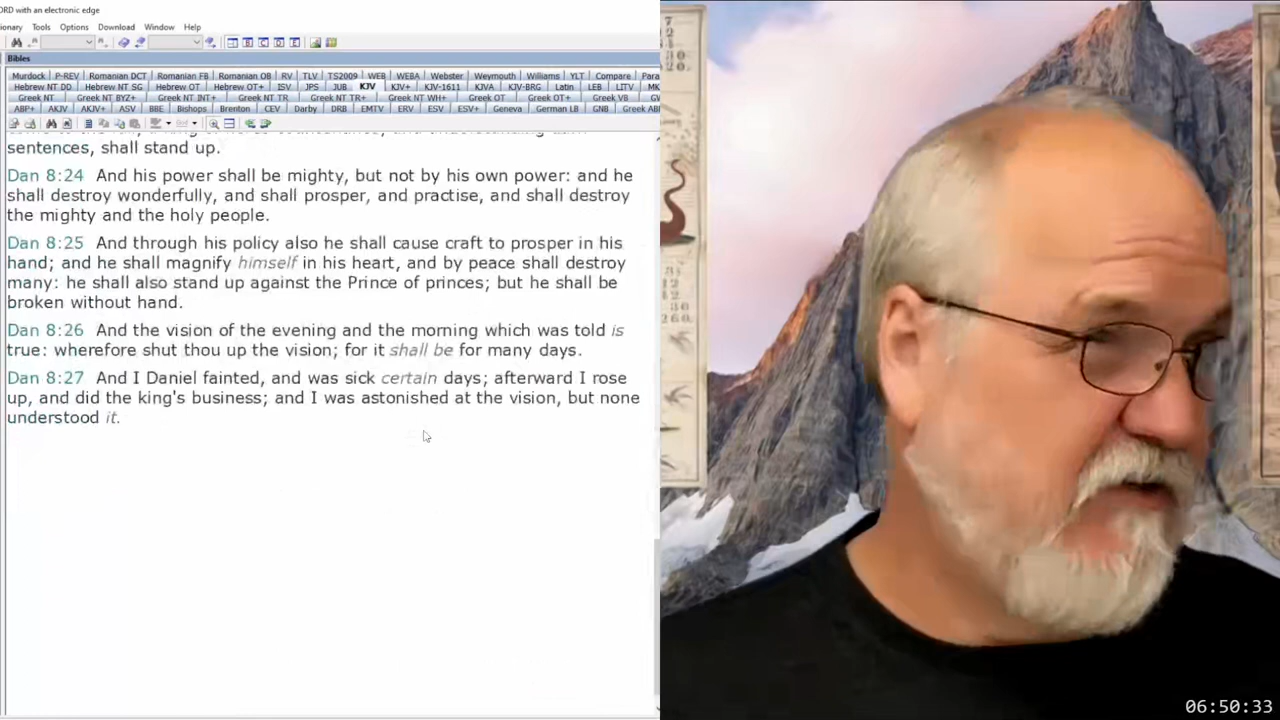 ORD with an electronic edge
ionary Tools Options Download Window Help
Bibles
Murdock P-REV Romanian DCT Romanian FB Romanian OB RV TLV TS2009 WEB WEBA Webster Weymouth Williams YLT Compare Para
Hebrew NT DD Hebrew NT SG Hebrew OT Hebrew OT+ ISV JPS JUB KJV KJV+ KJV-1611 KJVA KJV-BRG Latin LEB LITV MK
Greek NT Greek NT BYZ+ Greek NT INT+ Greek NT TR Greek NT TR+ Greek NT WH+ Greek OT Greek OT+ Greek VB GV
ABP+ AKJV AKJV+ ASV BBE Bishops Brenton CEV Darby DRB EMTV ERV ESV ESV+ Geneva German LB GNB Greek AB
sentences, shall stand up.
Dan 8:24 And his power shall be mighty, but not by his own power: and he
shall destroy wonderfully, and shall prosper, and practise, and shall destroy
the mighty and the holy people.
Dan 8:25 And through his policy also he shall cause craft to prosper in his
hand; and he shall magnify himself in his heart, and by peace shall destroy
many: he shall also stand up against the Prince of princes; but he shall be
broken without hand.
Dan 8:26 And the vision of the evening and the morning which was told is
true: wherefore shut thou up the vision; for it shall be for many days.
Dan 8:27 And I Daniel fainted, and was sick certain days; afterward I rose
up, and did the king's business; and I was astonished at the vision, but none
understood it.
06:50:33